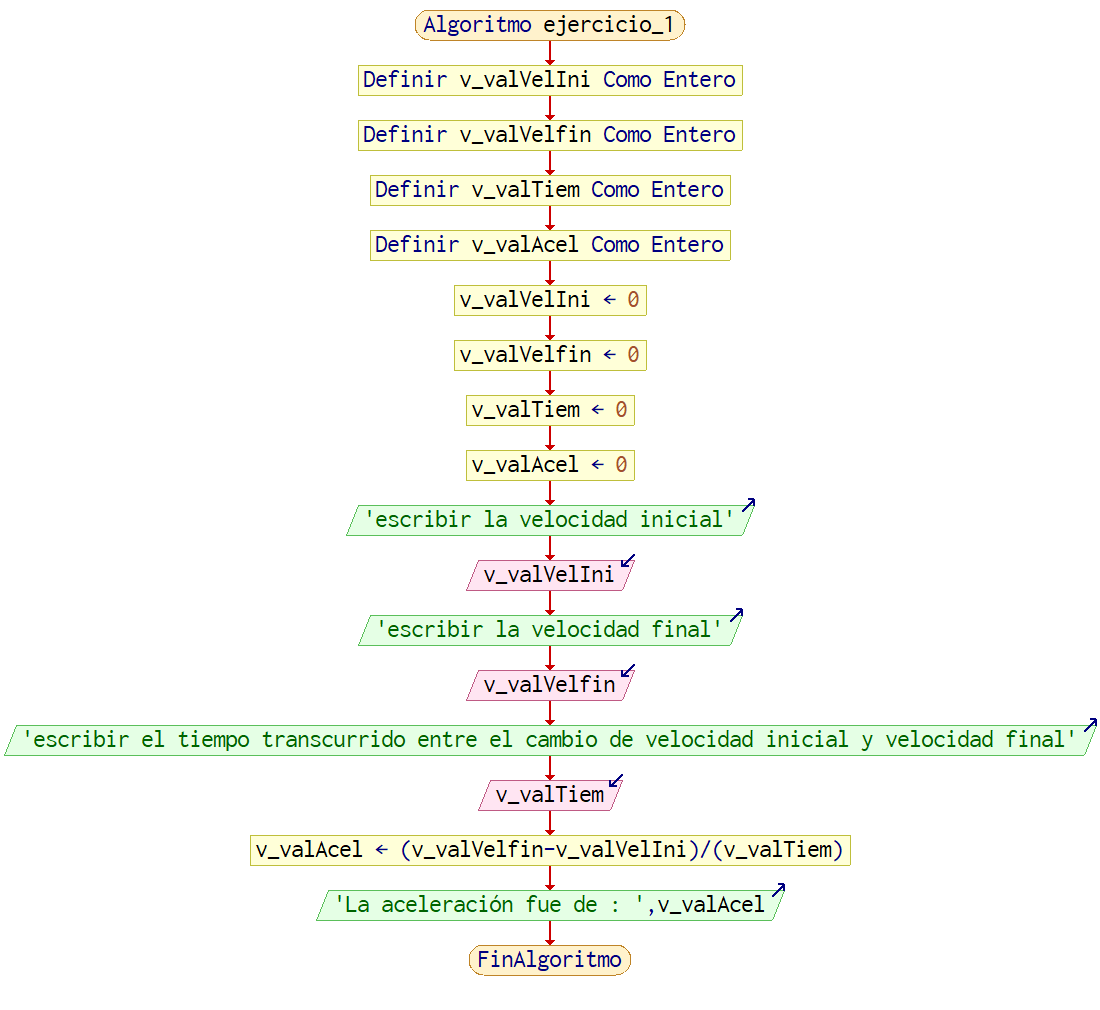 Algoritmo ejercicio_1
Definir v_valVelIni Como Entero
Definir v_valVelfin Como Entero
Definir v_valTiem Como Entero
Definir v_valAcel Como Entero
v_valVelIni ← 0
v_valVelfin ← 0
v_valTiem ← 0
v_valAcel ← 0
'escribir la velocidad inicial'
v_valVelIni
'escribir la velocidad final'
v_valVelfin
'escribir el tiempo transcurrido entre el cambio de velocidad inicial y velocidad final'
v_valTiem
v_valAcel ← (v_valVelfin-v_valVelIni)/(v_valTiem)
'La aceleración fue de : ',v_valAcel
FinAlgoritmo